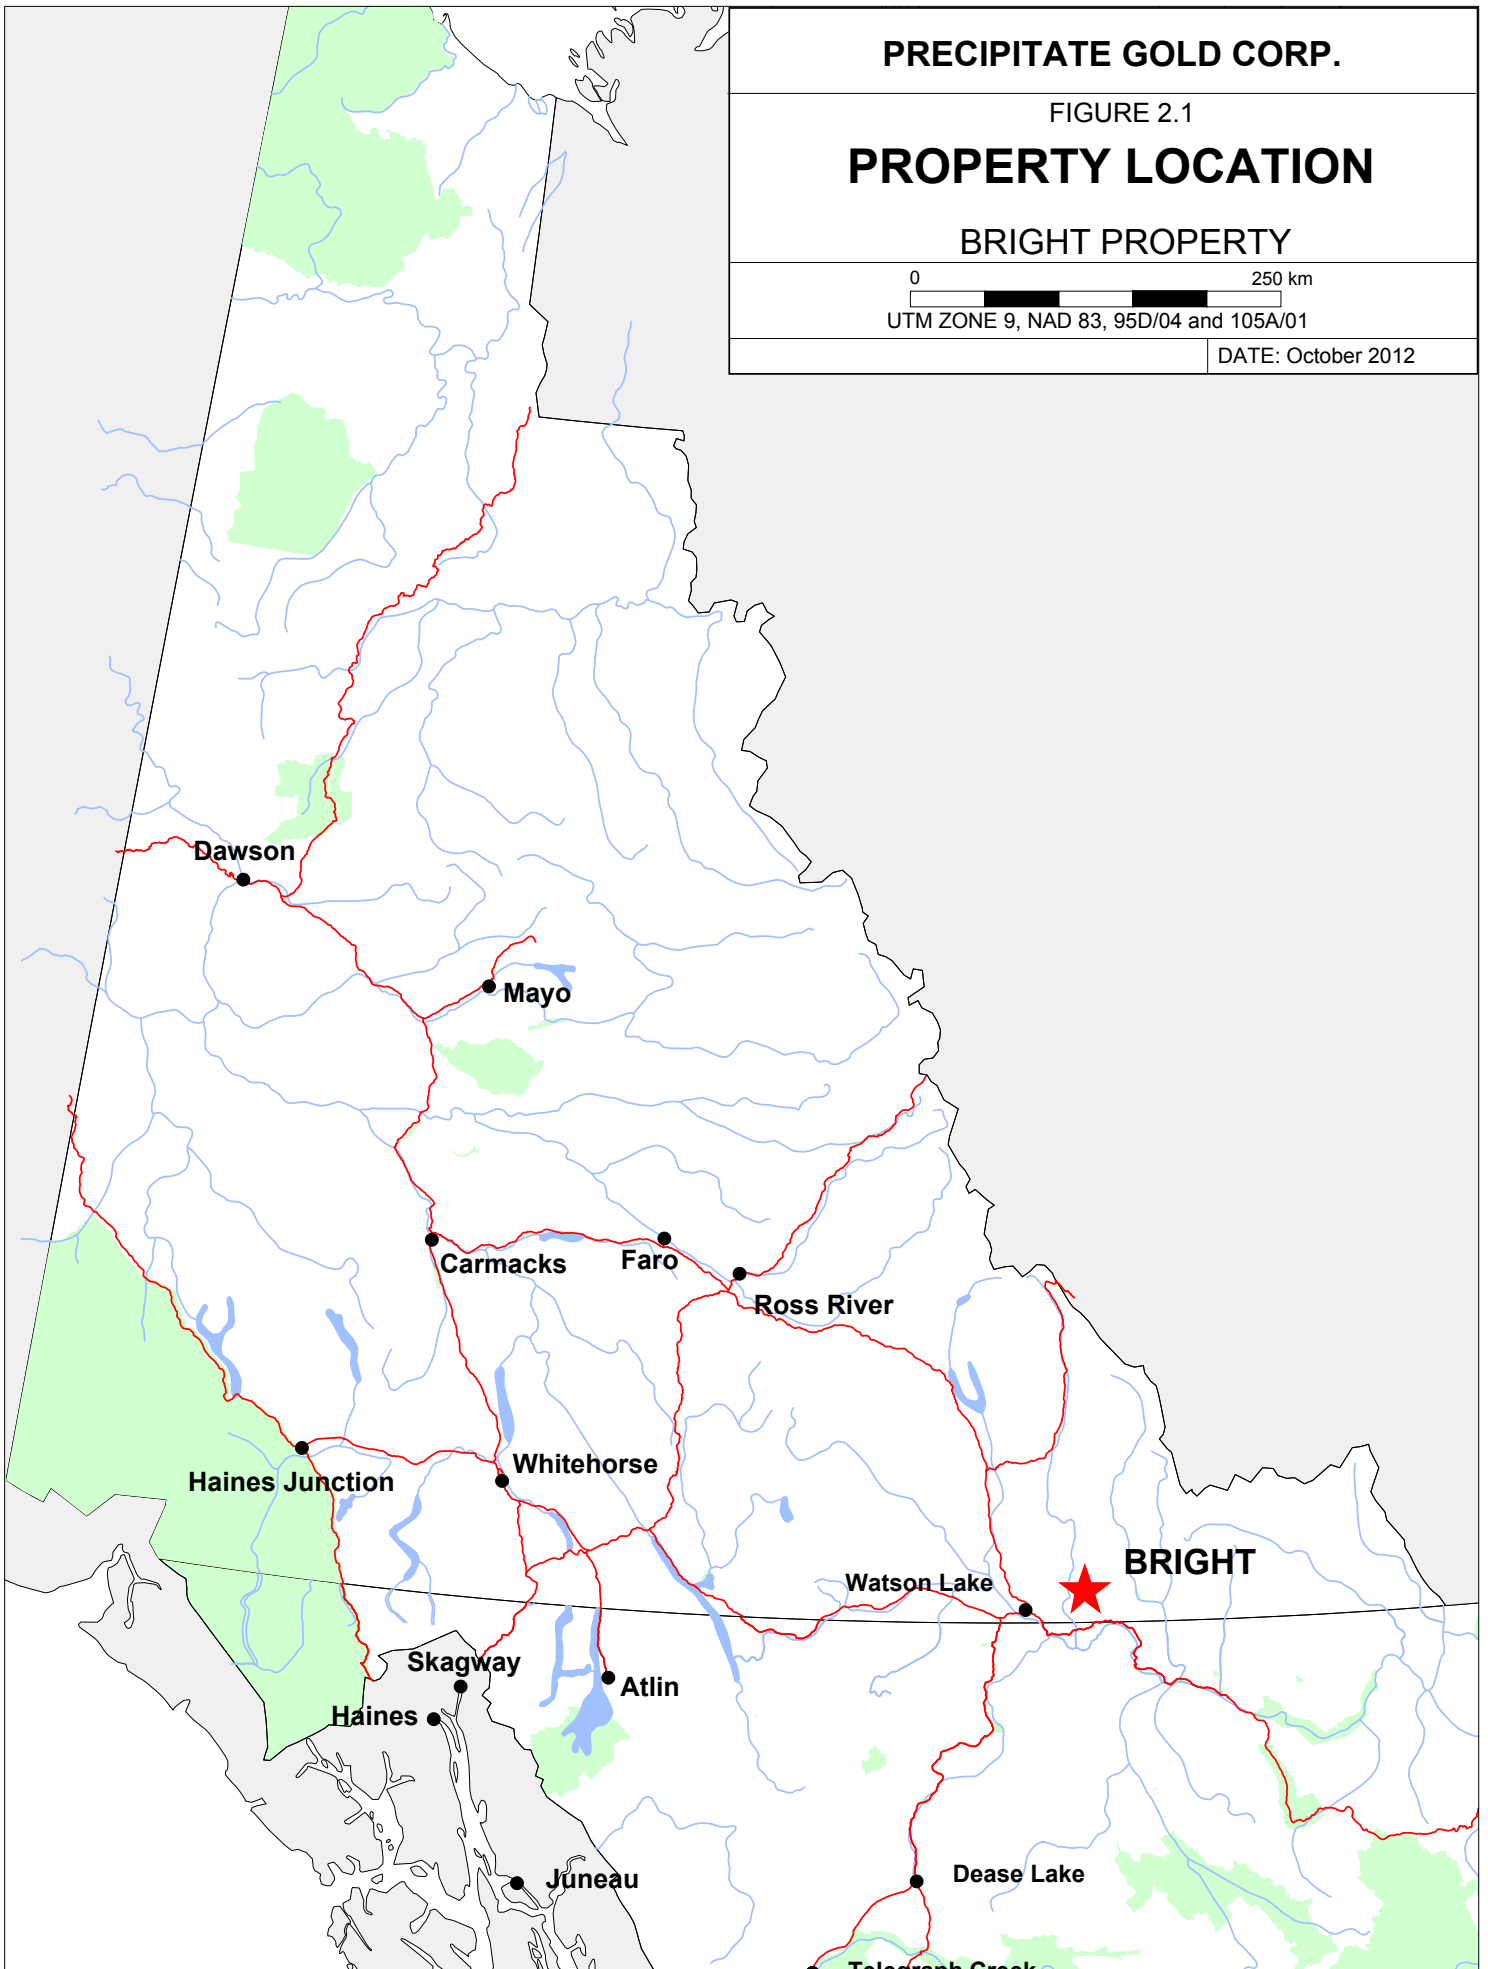 PRECIPITATE GOLD CORP.
FIGURE 2.1
PROPERTY LOCATION
BRIGHT PROPERTY
0 250 km
UTM ZONE 9, NAD 83, 95D/04 and 105A/01
DATE: October 2012
Dawson
Mayo
Carmacks
Faro
Ross River
Haines Junction
Whitehorse
BRIGHT
Watson Lake
Skagway
Atlin
Haines
Juneau
Dease Lake
Telegraph Creek